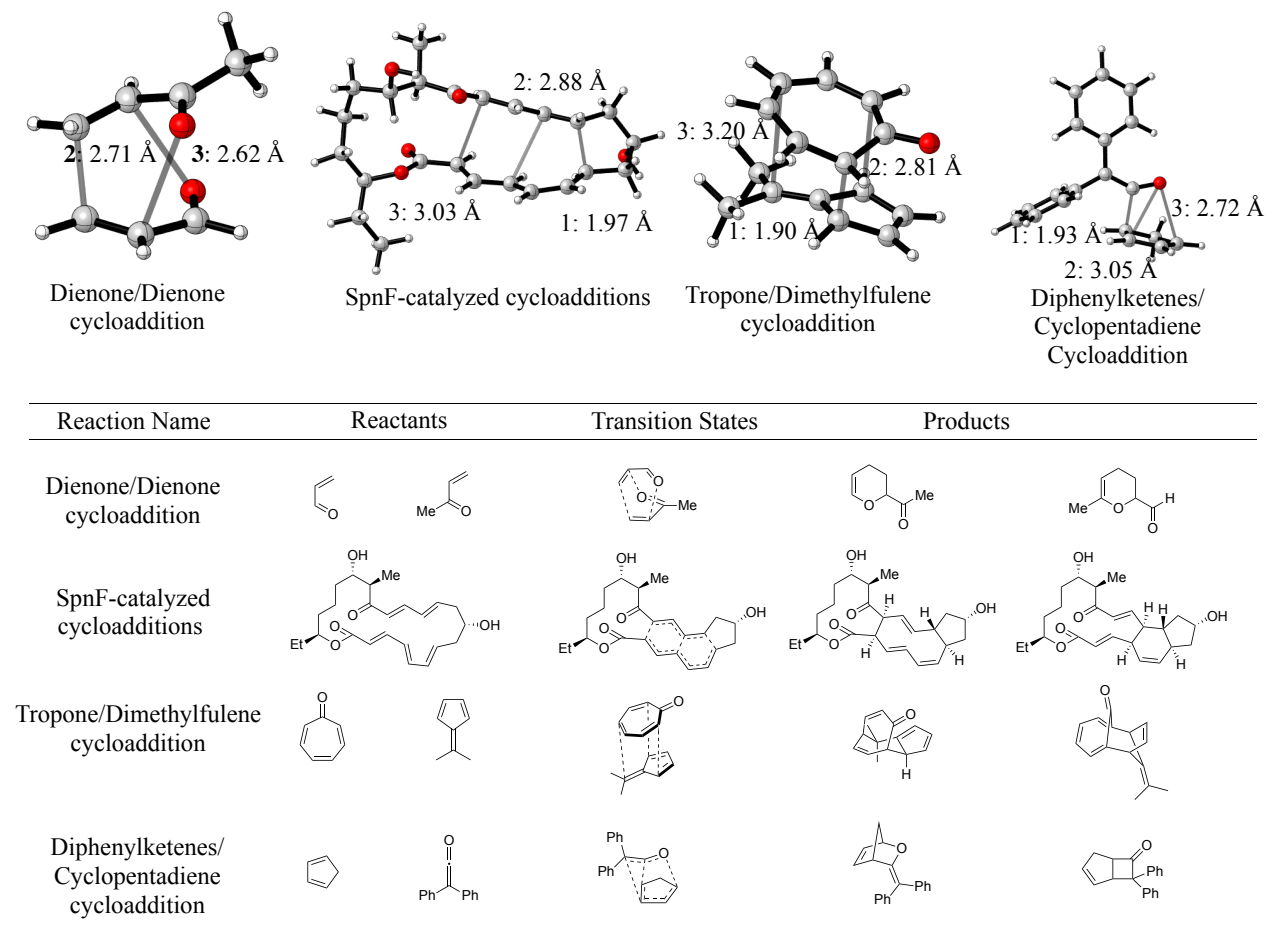 2: 2.71 Å
3: 2.62 Å
Dienone/Dienone
cycloaddition
2: 2.88 Å
3: 3.03 Å
1: 1.97 Å
SpnF-catalyzed cycloadditions
3: 3.20 Å
2: 2.81 Å
1: 1.90 Å
Tropone/Dimethylfulene
cycloaddition
3: 2.72 Å
1: 1.93 Å
2: 3.05 Å
Diphenylketenes/
Cyclopentadiene
Cycloaddition
Reaction Name Reactants Transition States Products
Dienone/Dienone
cycloaddition
O
Me O
O O Me
O Me O
Me O H O
SpnF-catalyzed
cycloadditions
OH Me O O OH Et O
OH Me O O OH Et O
OH Me O H H OH O Et O H H
OH Me O H H OH O Et O H H
Tropone/Dimethylfulene
cycloaddition
O
O
O H
O
Diphenylketenes/
Cyclopentadiene
cycloaddition
O Ph Ph
Ph O Ph
O Ph Ph
O Ph Ph